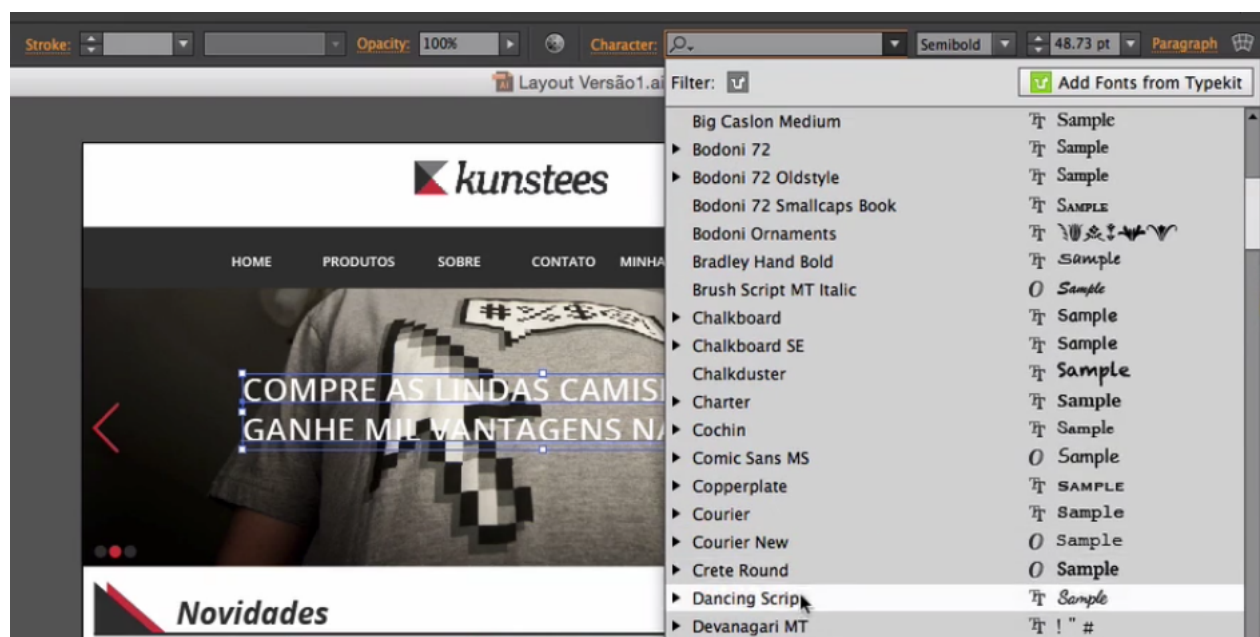 Stroke: Opacity: 100% Character: Semibold 48.73 pt Paragraph
Layout Versão1.ai
Filter: Add Fonts from Typekit
Big Caslon Medium Sample
Bodoni 72 Sample
Bodoni 72 Oldstyle Sample
Bodoni 72 Smallcaps Book Sample
Bodoni Ornaments
Bradley Hand Bold Sample
Brush Script MT Italic Sample
Chalkboard Sample
Chalkboard SE Sample
Chalkduster Sample
Charter Sample
Cochin Sample
Comic Sans MS Sample
Copperplate SAMPLE
Courier Sample
Courier New Sample
Crete Round Sample
Dancing Scrip Sample
Devanagari MT ! " #
kunstees
HOME PRODUTOS SOBRE CONTATO MINHA
COMPRE AS LINDAS CAMIS
GANHE MIL VANTAGENS NA
Novidades